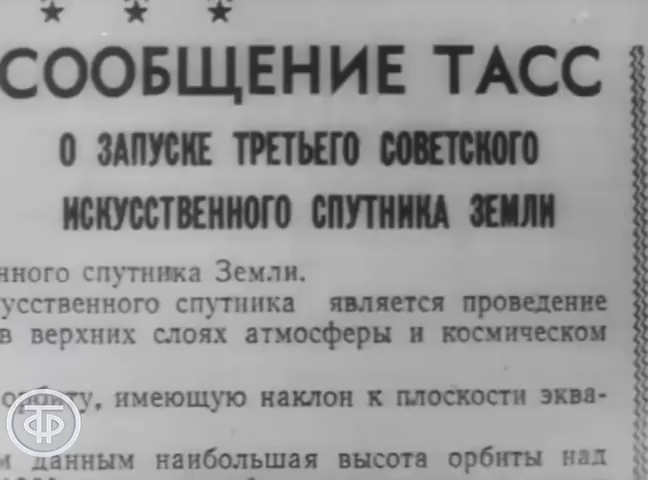 СООБЩЕНИЕ ТАСС
О ЗАПУСКЕ ТРЕТЬЕГО СОВЕТСКОГО
ИСКУССТВЕННОГО СПУТНИКА ЗЕМЛИ
нного спутника Земли.
усственного спутника является проведение
в верхних слоях атмосферы и космическом
орбиту, имеющую наклон к плоскости эква-
м данным наибольшая высота орбиты над